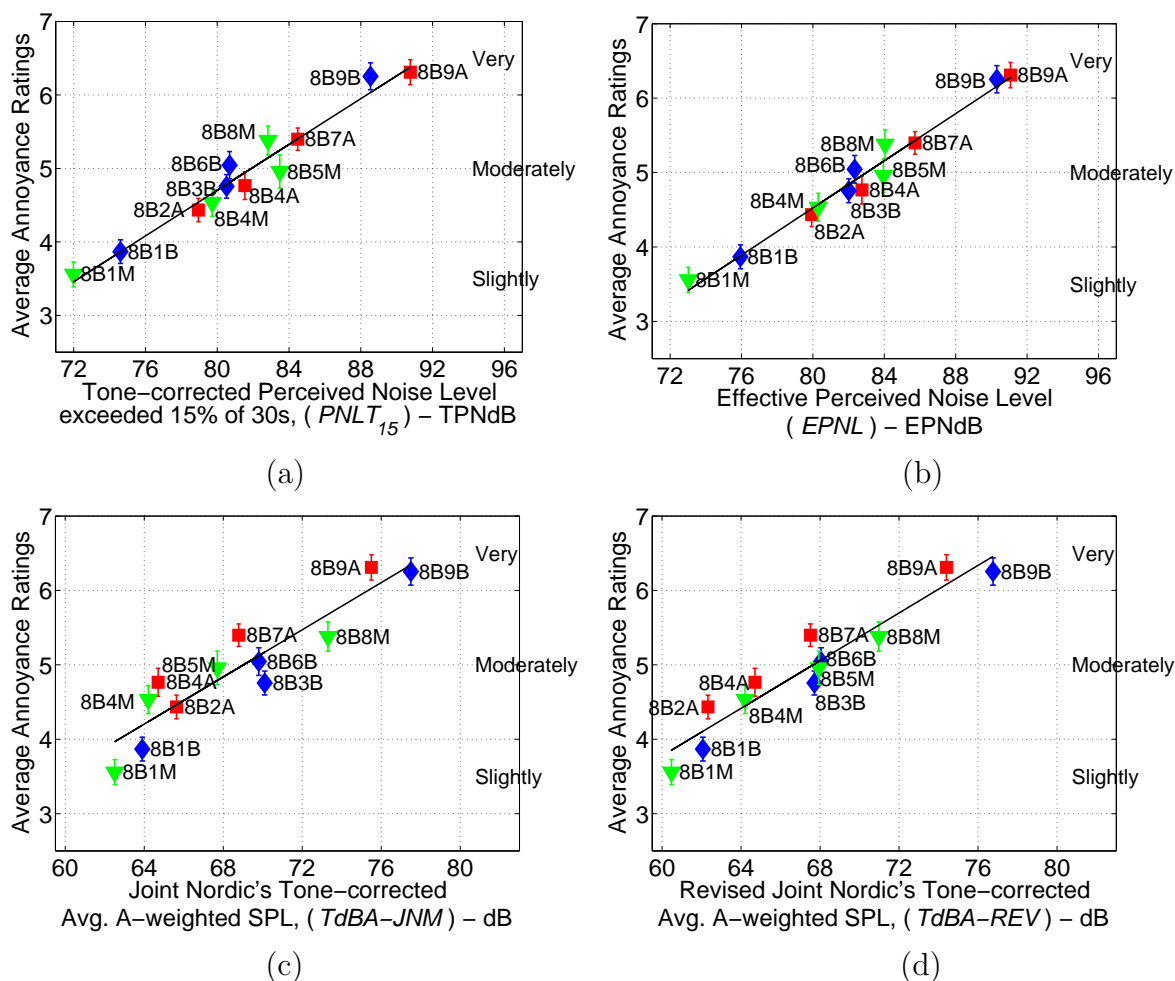 7
6
5
4
3
Average Annoyance Ratings
Very
Moderately
Slightly
8B9B
8B9A
8B8M
8B7A
8B6B
8B5M
8B3B
8B4A
8B2A
8B4M
8B1B
8B1M
72 76 80 84 88 92 96
Tone−corrected Perceived Noise Level
exceeded 15% of 30s, ( PNLT15 ) − TPNdB
(a)
7
6
5
4
3
Average Annoyance Ratings
Very
Moderately
Slightly
8B9B
8B9A
8B8M
8B7A
8B6B
8B5M
8B4A
8B4M
8B3B
8B2A
8B1B
8B1M
72 76 80 84 88 92 96
Effective Perceived Noise Level
( EPNL ) − EPNdB
(b)
7
6
5
4
3
Average Annoyance Ratings
Very
Moderately
Slightly
8B9A
8B9B
8B7A
8B8M
8B5M
8B6B
8B4A
8B3B
8B4M
8B2A
8B1B
8B1M
60 64 68 72 76 80
Joint Nordic's Tone−corrected
Avg. A−weighted SPL, ( TdBA−JNM ) − dB
(c)
7
6
5
4
3
Average Annoyance Ratings
Very
Moderately
Slightly
8B9A
8B9B
8B7A
8B8M
8B6B
8B4A
8B5M
8B3B
8B2A
8B4M
8B1B
8B1M
60 64 68 72 76 80
Revised Joint Nordic's Tone−corrected
Avg. A−weighted SPL, ( TdBA−REV ) − dB
(d)